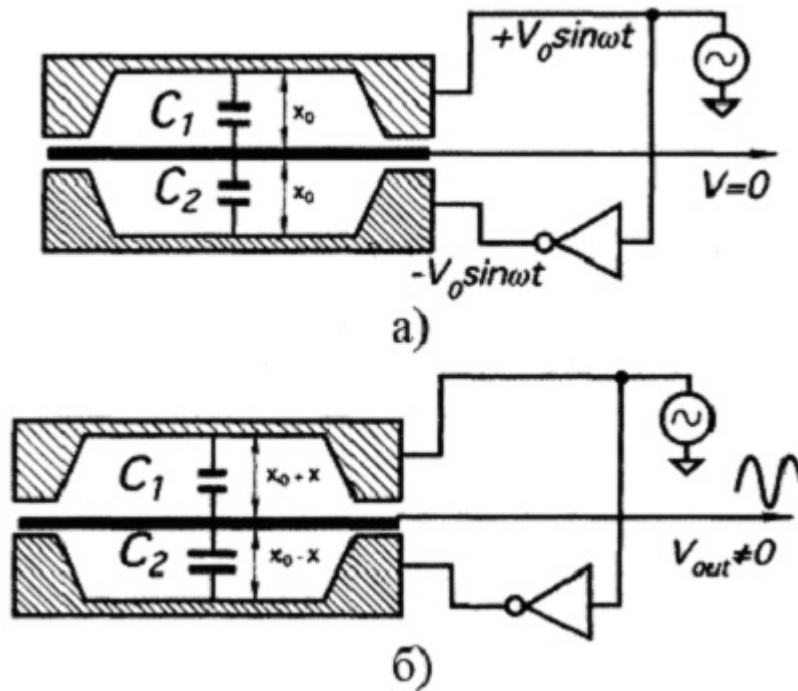 +V₀sinωt
C₁
x₀
V=0
C₂
x₀
-V₀sinωt
а)
C₁
x₀+x
C₂
x₀-x
Vₒᵤₜ≠0
б)